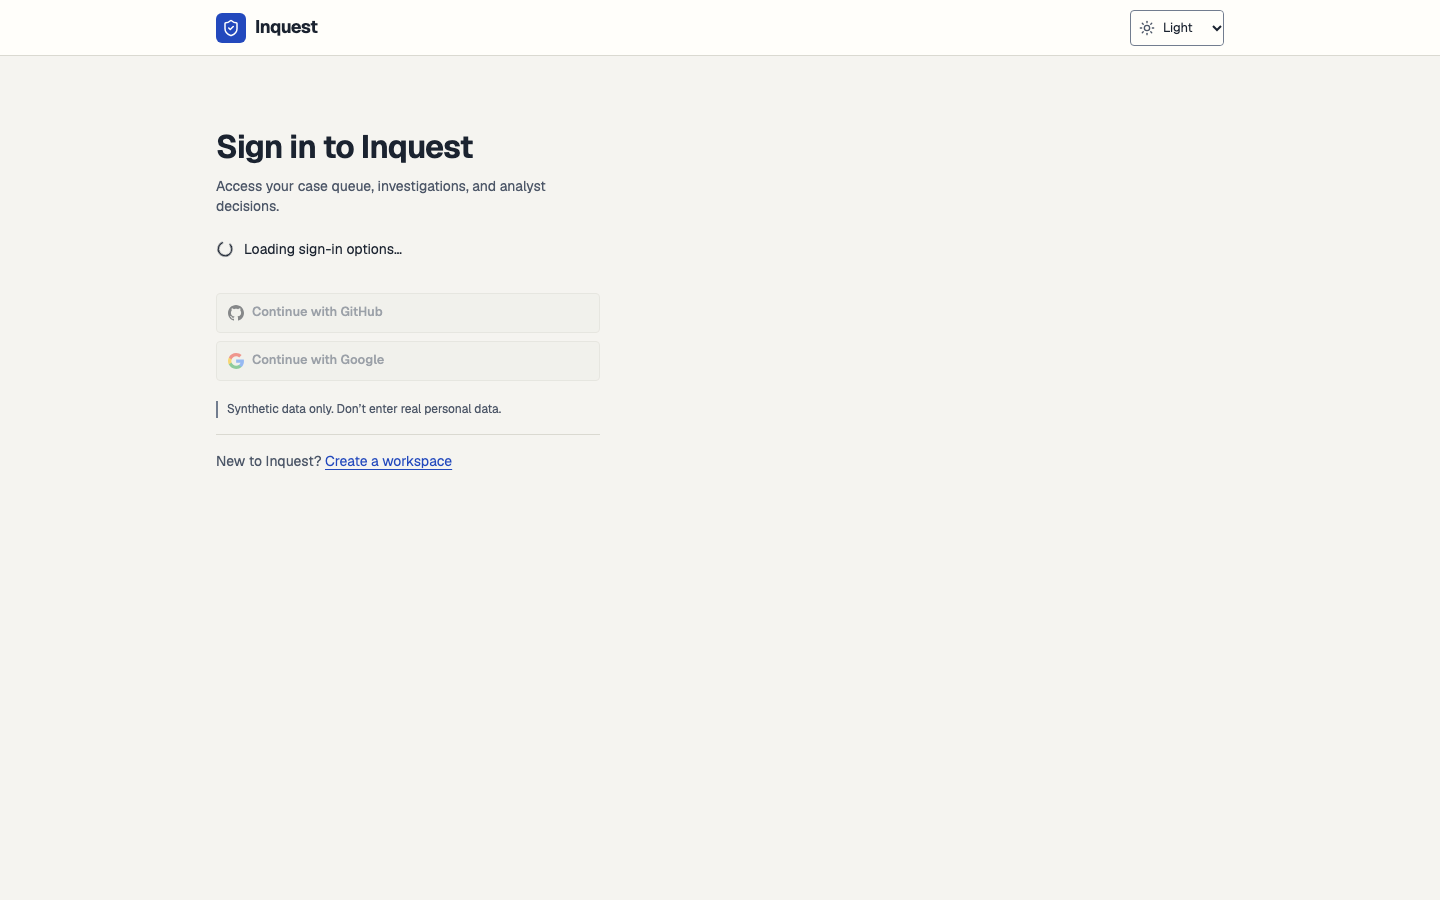 Inquest
Light
Sign in to Inquest
Access your case queue, investigations, and analyst
decisions.
Loading sign-in options…
Continue with GitHub
Continue with Google
Synthetic data only. Don’t enter real personal data.
New to Inquest? Create a workspace